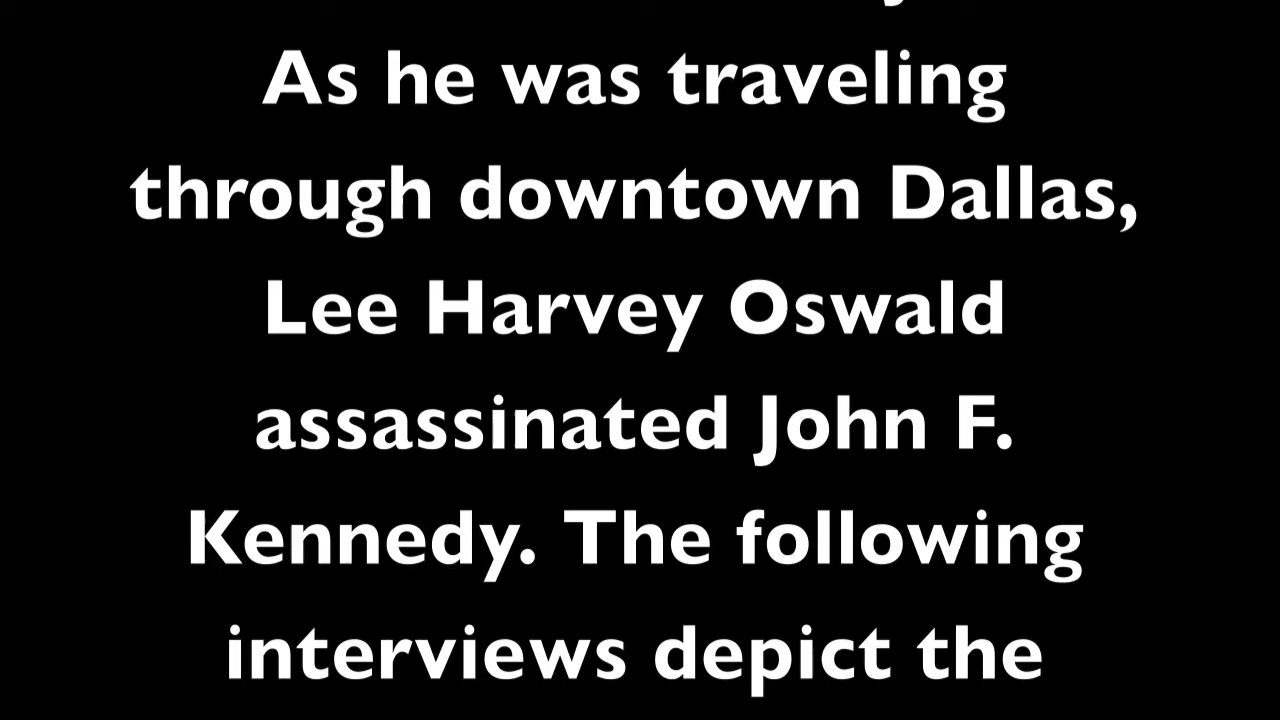 As he was traveling
through downtown Dallas,
Lee Harvey Oswald
assassinated John F.
Kennedy. The following
interviews depict the